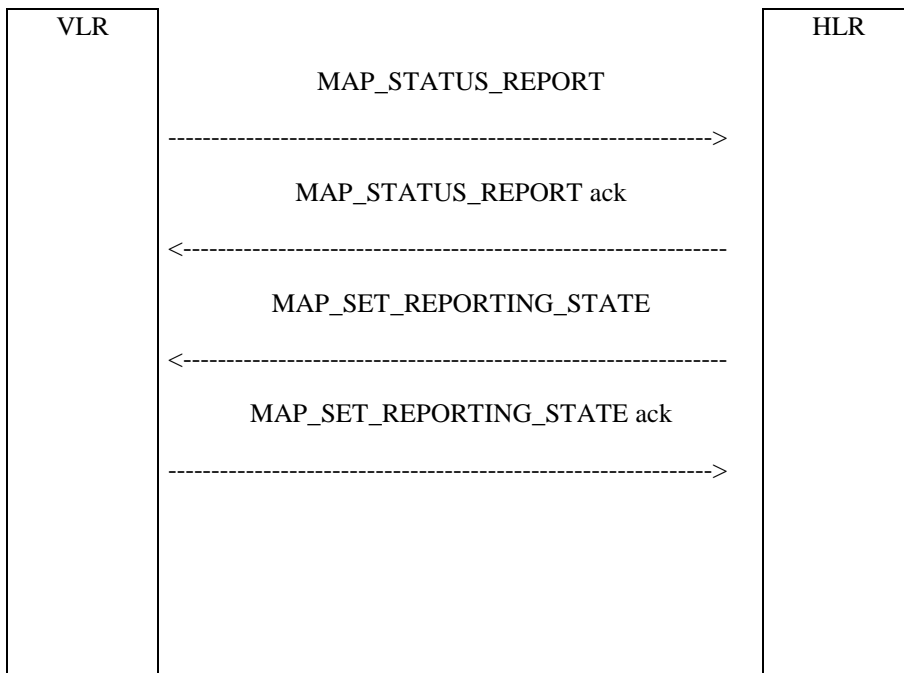 VLR HLR
MAP_STATUS_REPORT
------------------------------------------------------------------>
MAP_STATUS_REPORT ack
<------------------------------------------------------------------
MAP_SET_REPORTING_STATE
<------------------------------------------------------------------
MAP_SET_REPORTING_STATE ack
------------------------------------------------------------------>